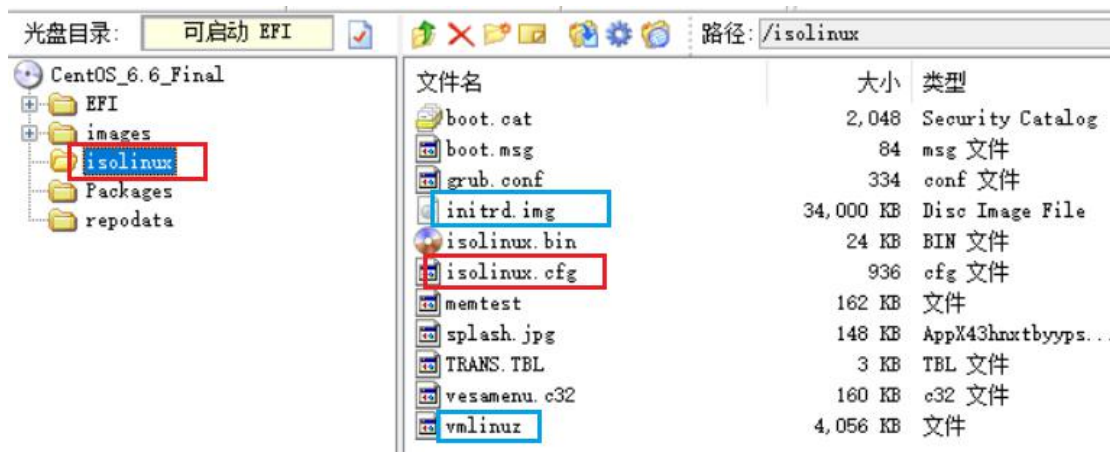 光盘目录: 可启动 EFI 路径: /isolinux
CentOS_6.6_Final
EFI
images
isolinux
Packages
repodata
文件名 大小 类型
boot.cat 2,048 Security Catalog
boot.msg 84 msg 文件
grub.conf 334 conf 文件
initrd.img 34,000 KB Disc Image File
isolinux.bin 24 KB BIN 文件
isolinux.cfg 936 cfg 文件
memtest 162 KB 文件
splash.jpg 148 KB AppX43hnxtbyyps...
TRANS.TBL 3 KB TBL 文件
vesamenu.c32 160 KB c32 文件
vmlinuz 4,056 KB 文件